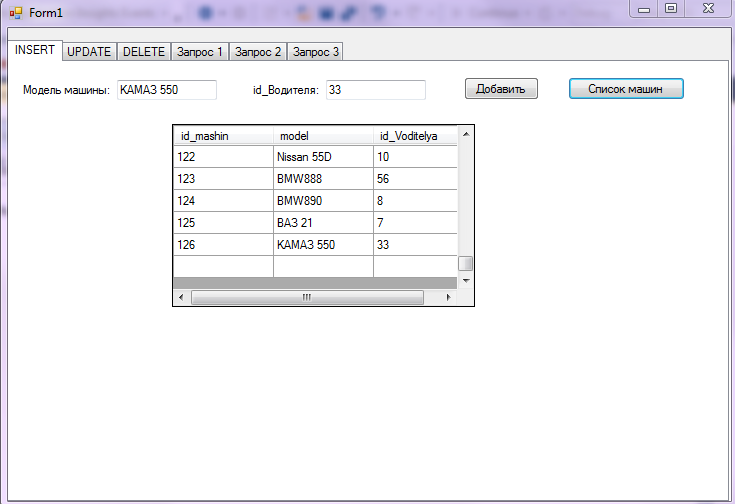 Form1
INSERT UPDATE DELETE Запрос 1 Запрос 2 Запрос 3
Модель машины: КАМАЗ 550 id_Водителя: 33 Добавить Список машин
id_mashin model id_Voditelya
122 Nissan 55D 10
123 BMW888 56
124 BMW890 8
125 ВАЗ 21 7
126 КАМАЗ 550 33